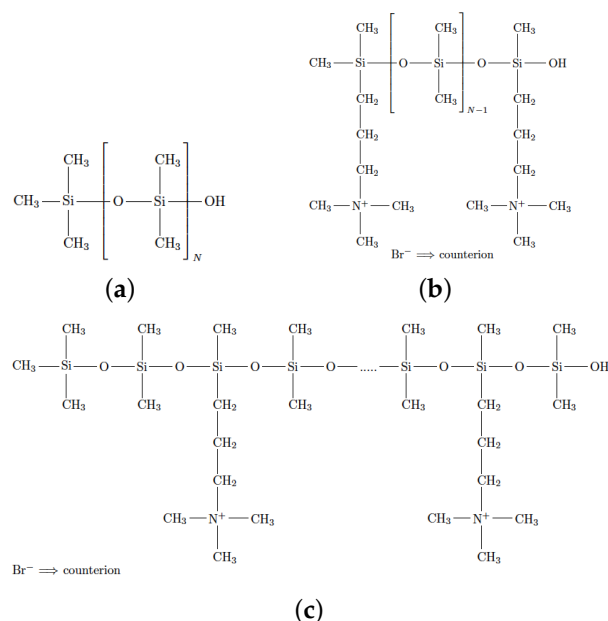 CH₃ CH₃ CH₃
CH₃ Si O Si O Si OH
CH₂ CH₃ CH₂
N−1
CH₂ CH₂
CH₂ CH₂
CH₃ N⁺ CH₃ CH₃ N⁺ CH₃
CH₃ CH₃
Br⁻ ⟹ counterion
(b)
CH₃ CH₃
CH₃ Si O Si OH
CH₃ CH₃
N
(a)
CH₃ CH₃ CH₃ CH₃ CH₃ CH₃ CH₃
CH₃ Si O Si O Si O Si O ..... Si O Si O Si OH
CH₃ CH₃ CH₂ CH₃ CH₃ CH₂ CH₃
CH₂ CH₂
CH₂ CH₂
CH₃ N⁺ CH₃ CH₃ N⁺ CH₃
CH₃ CH₃
Br⁻ ⟹ counterion
(c)